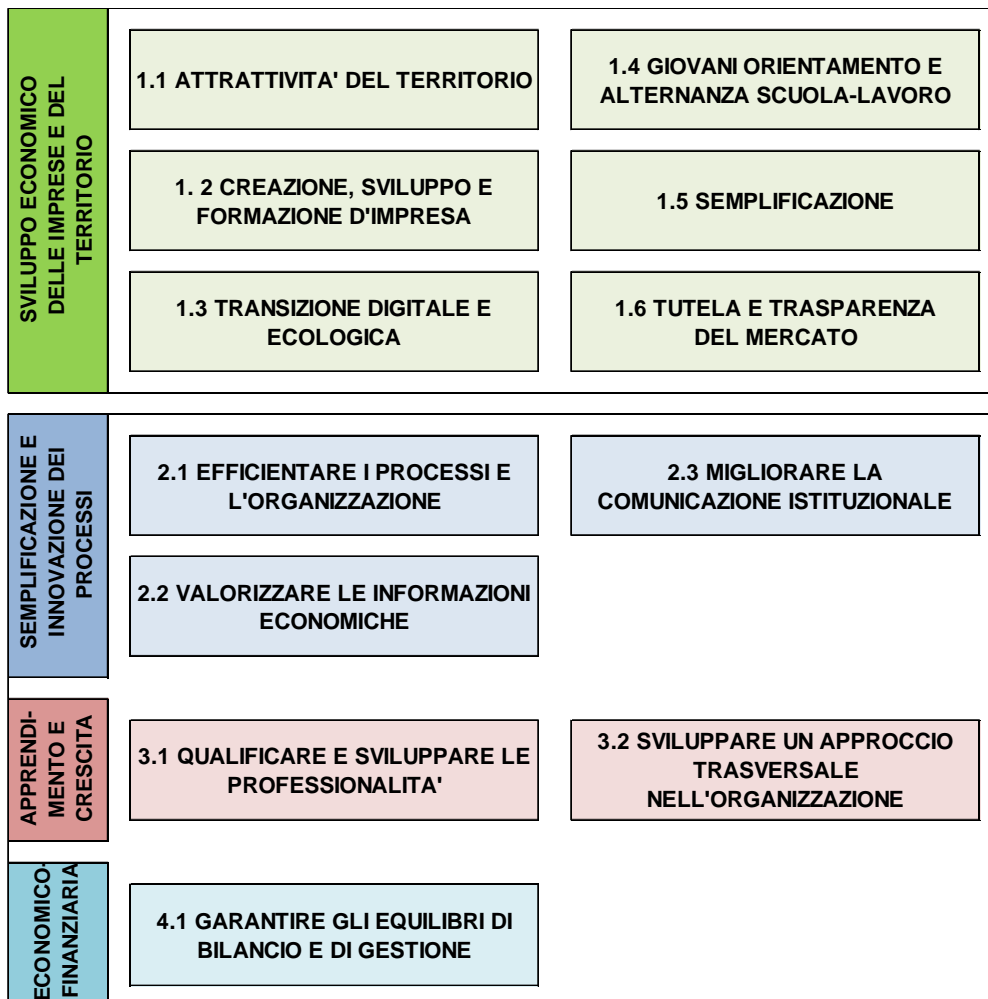 SVILUPPO ECONOMICO
DELLE IMPRESE E DEL
TERRITORIO
1.1 ATTRATTIVITA' DEL TERRITORIO
1.4 GIOVANI ORIENTAMENTO E
ALTERNANZA SCUOLA-LAVORO
1. 2 CREAZIONE, SVILUPPO E
FORMAZIONE D'IMPRESA
1.5 SEMPLIFICAZIONE
1.3 TRANSIZIONE DIGITALE E
ECOLOGICA
1.6 TUTELA E TRASPARENZA
DEL MERCATO
SEMPLIFICAZIONE E
INNOVAZIONE DEI
PROCESSI
2.1 EFFICIENTARE I PROCESSI E
L'ORGANIZZAZIONE
2.3 MIGLIORARE LA
COMUNICAZIONE ISTITUZIONALE
2.2 VALORIZZARE LE INFORMAZIONI
ECONOMICHE
APPRENDI-
MENTO E
CRESCITA
3.1 QUALIFICARE E SVILUPPARE LE
PROFESSIONALITA'
3.2 SVILUPPARE UN APPROCCIO
TRASVERSALE
NELL'ORGANIZZAZIONE
ECONOMICO-
FINANZIARIA
4.1 GARANTIRE GLI EQUILIBRI DI
BILANCIO E DI GESTIONE